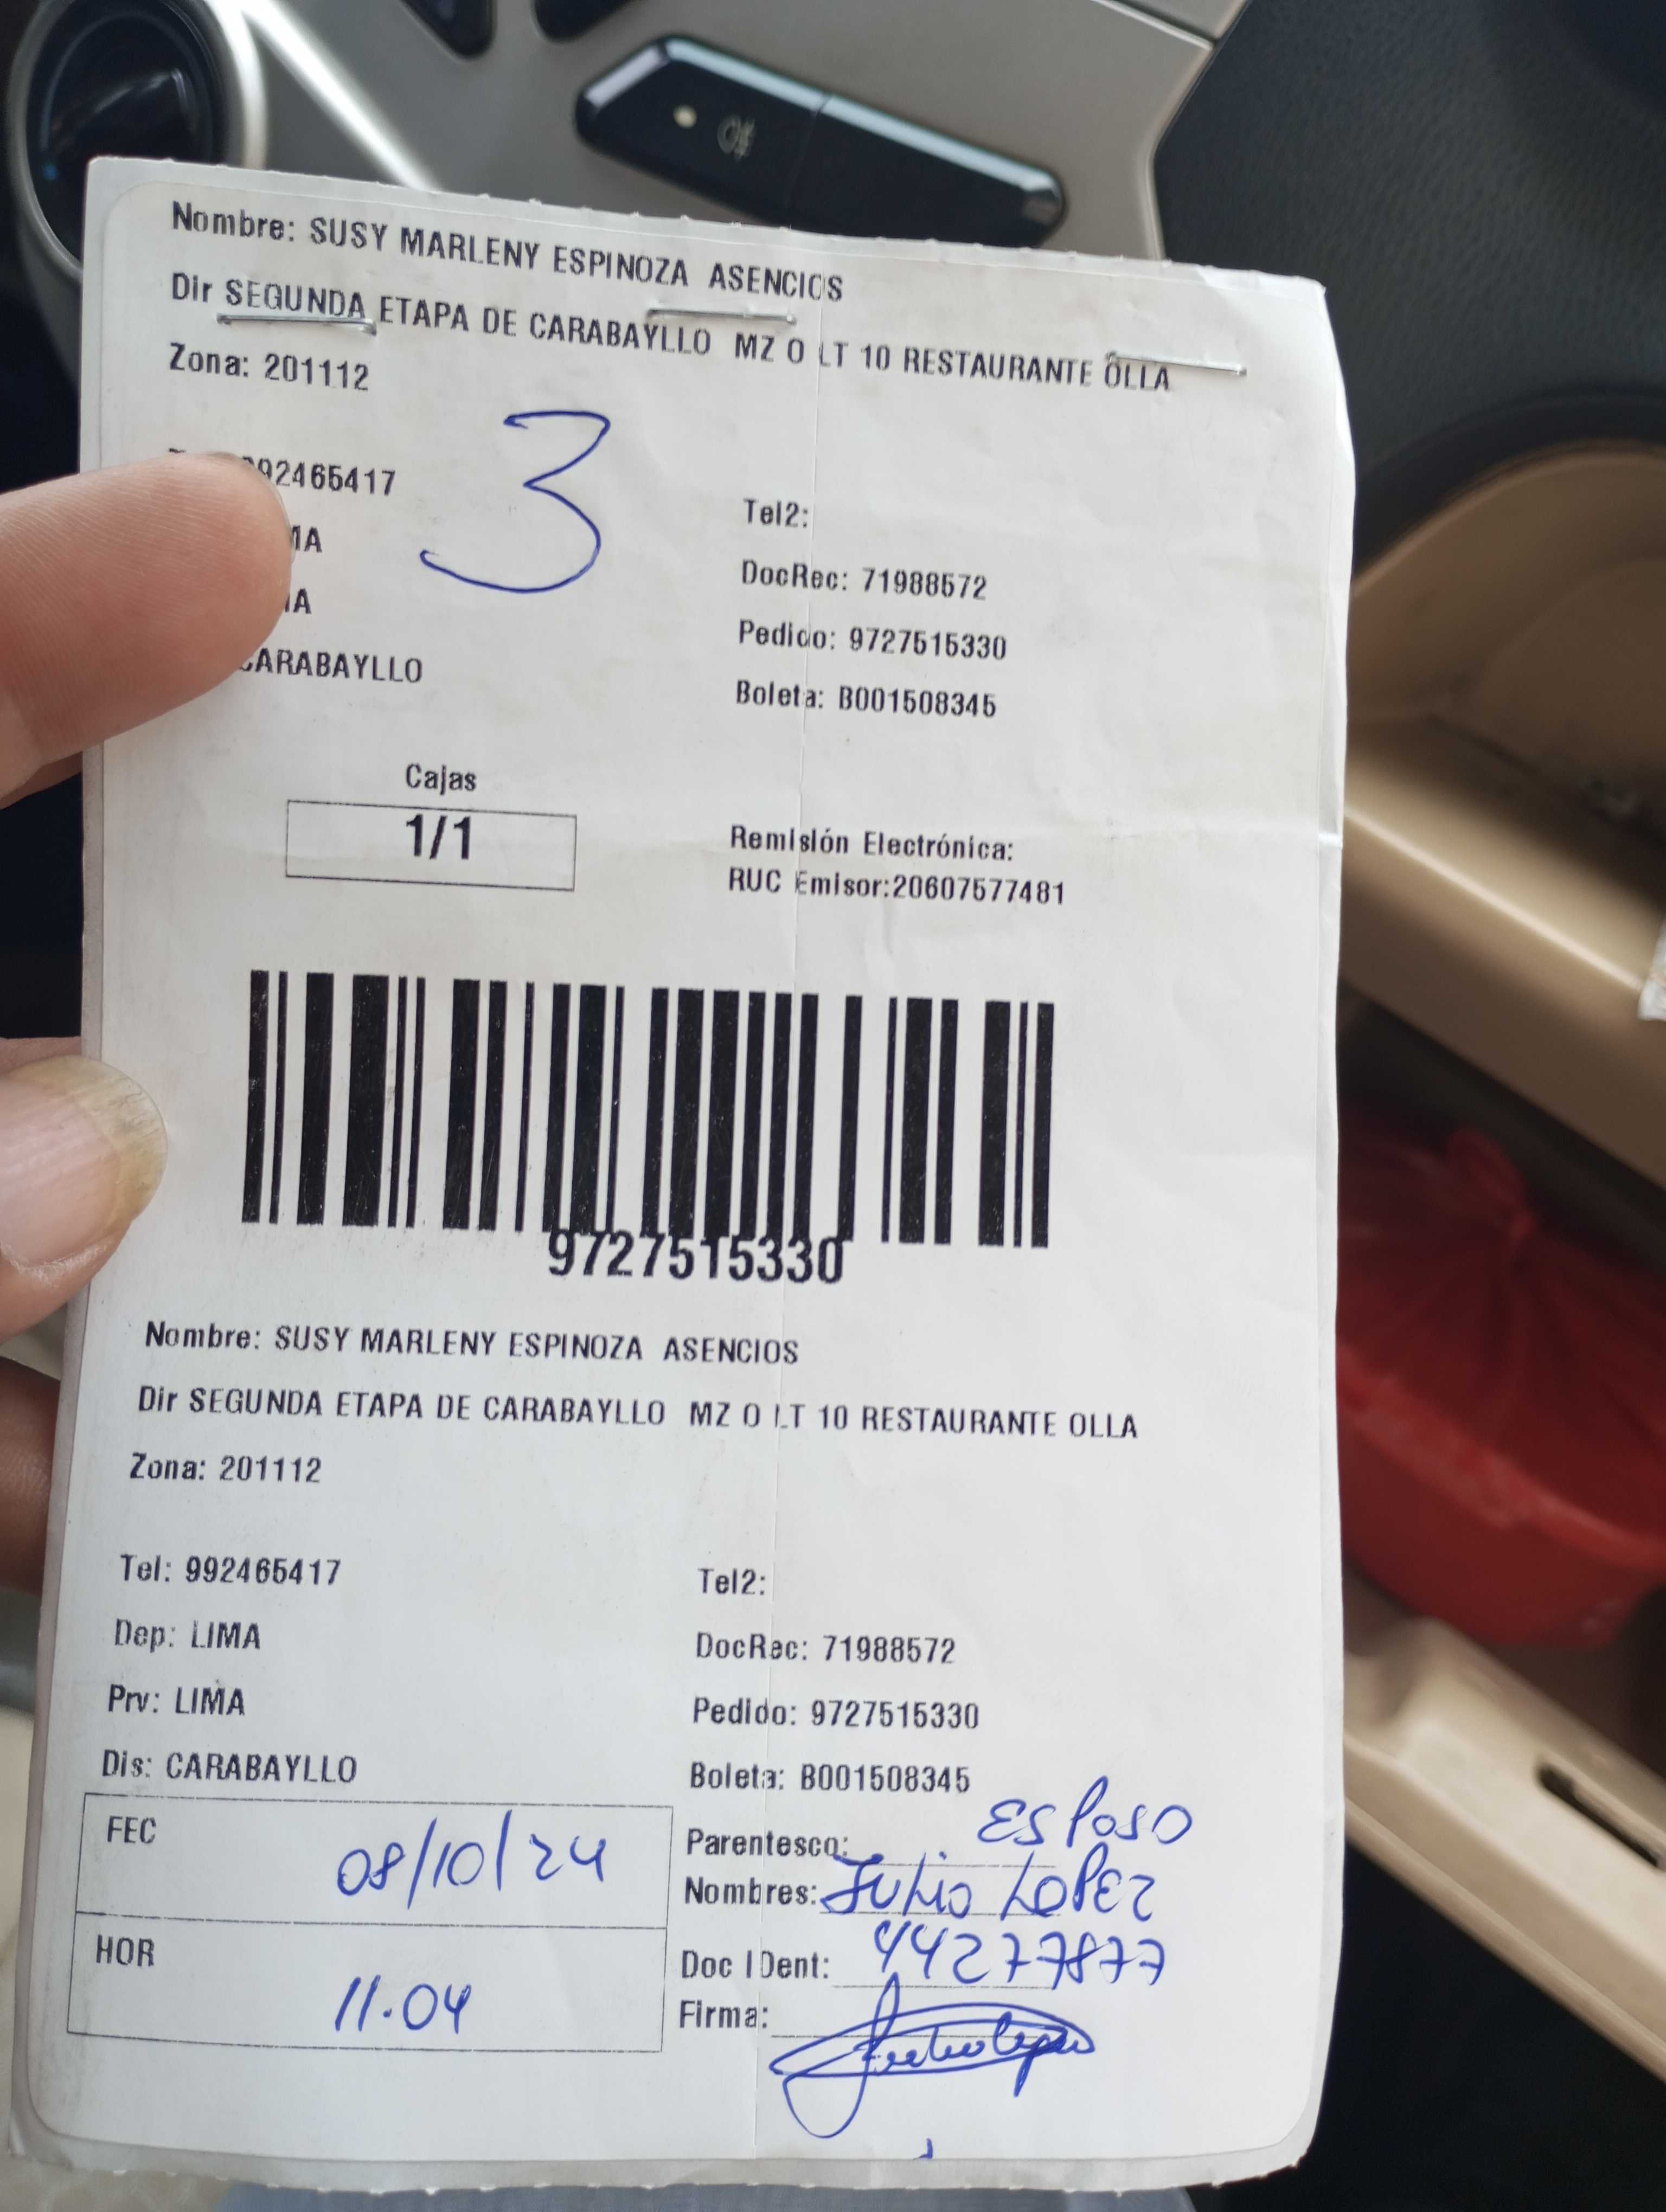 Nombre: SUSY MARLENY ESPINOZA ASENCIOS
Dir SEGUNDA ETAPA DE CARABAYLLO MZ O LT 10 RESTAURANTE OLLA
Zona: 201112
3
92465417
Tel2:
DocRec: 71988572
Pedido: 9727515330
CARABAYLLO
Boleta: B001508345
Cajas
1/1
Remisión Electrónica:
RUC Emisor:20607577481
9727515330
Nombre: SUSY MARLENY ESPINOZA ASENCIOS
Dir SEGUNDA ETAPA DE CARABAYLLO MZ O LT 10 RESTAURANTE OLLA
Zona: 201112
Tel: 992465417
Tel2:
Dep: LIMA
DocRec: 71988572
Prv: LIMA
Pedido: 9727515330
Dis: CARABAYLLO
Boleta: B001508345
FEC 08/10/24
Parentesco: ESPOSO
Nombres: JULIO LOPEZ
HOR 11.04
Doc IDent: 44277877
Firma: